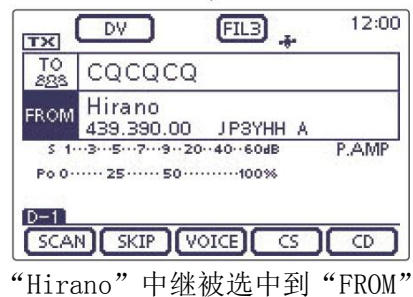 TX DV FIL3 12:00
TO CQCQCQ
FROM Hirano
439.390.00 JP3YHH A
S 1··3··5··7··9··20··40··60dB P.AMP
Po 0······25······50··········100%
D-1
SCAN SKIP VOICE CS CD
“Hirano”中继被选中到“FROM”